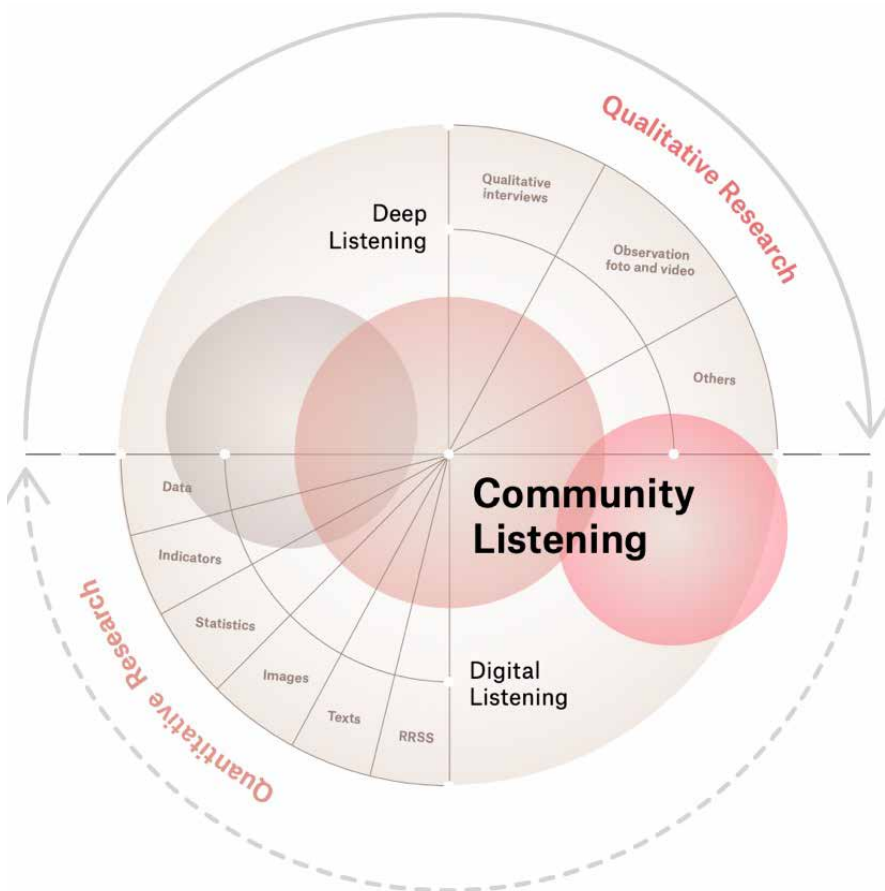 Qualitative Research
Qualitative
interviews
Deep
Listening
Observation
foto and video
Others
Community
Listening
Data
Indicators
Statistics
Images
Texts
RRSS
Digital
Listening
Quantitative Research